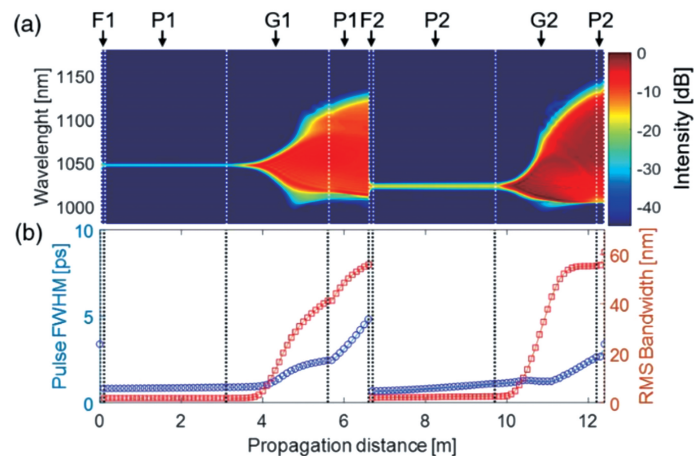 (a) F1 P1 G1 P1 F2 P2 G2 P2
Wavelenght [nm]
1150
1100
1050
1000
0
-10
-20
-30
-40
Intensity [dB]
(b)
Pulse FWHM [ps]
10
5
0
60
40
20
0
RMS Bandwidth [nm]
0 2 4 6 8 10 12
Propagation distance [m]